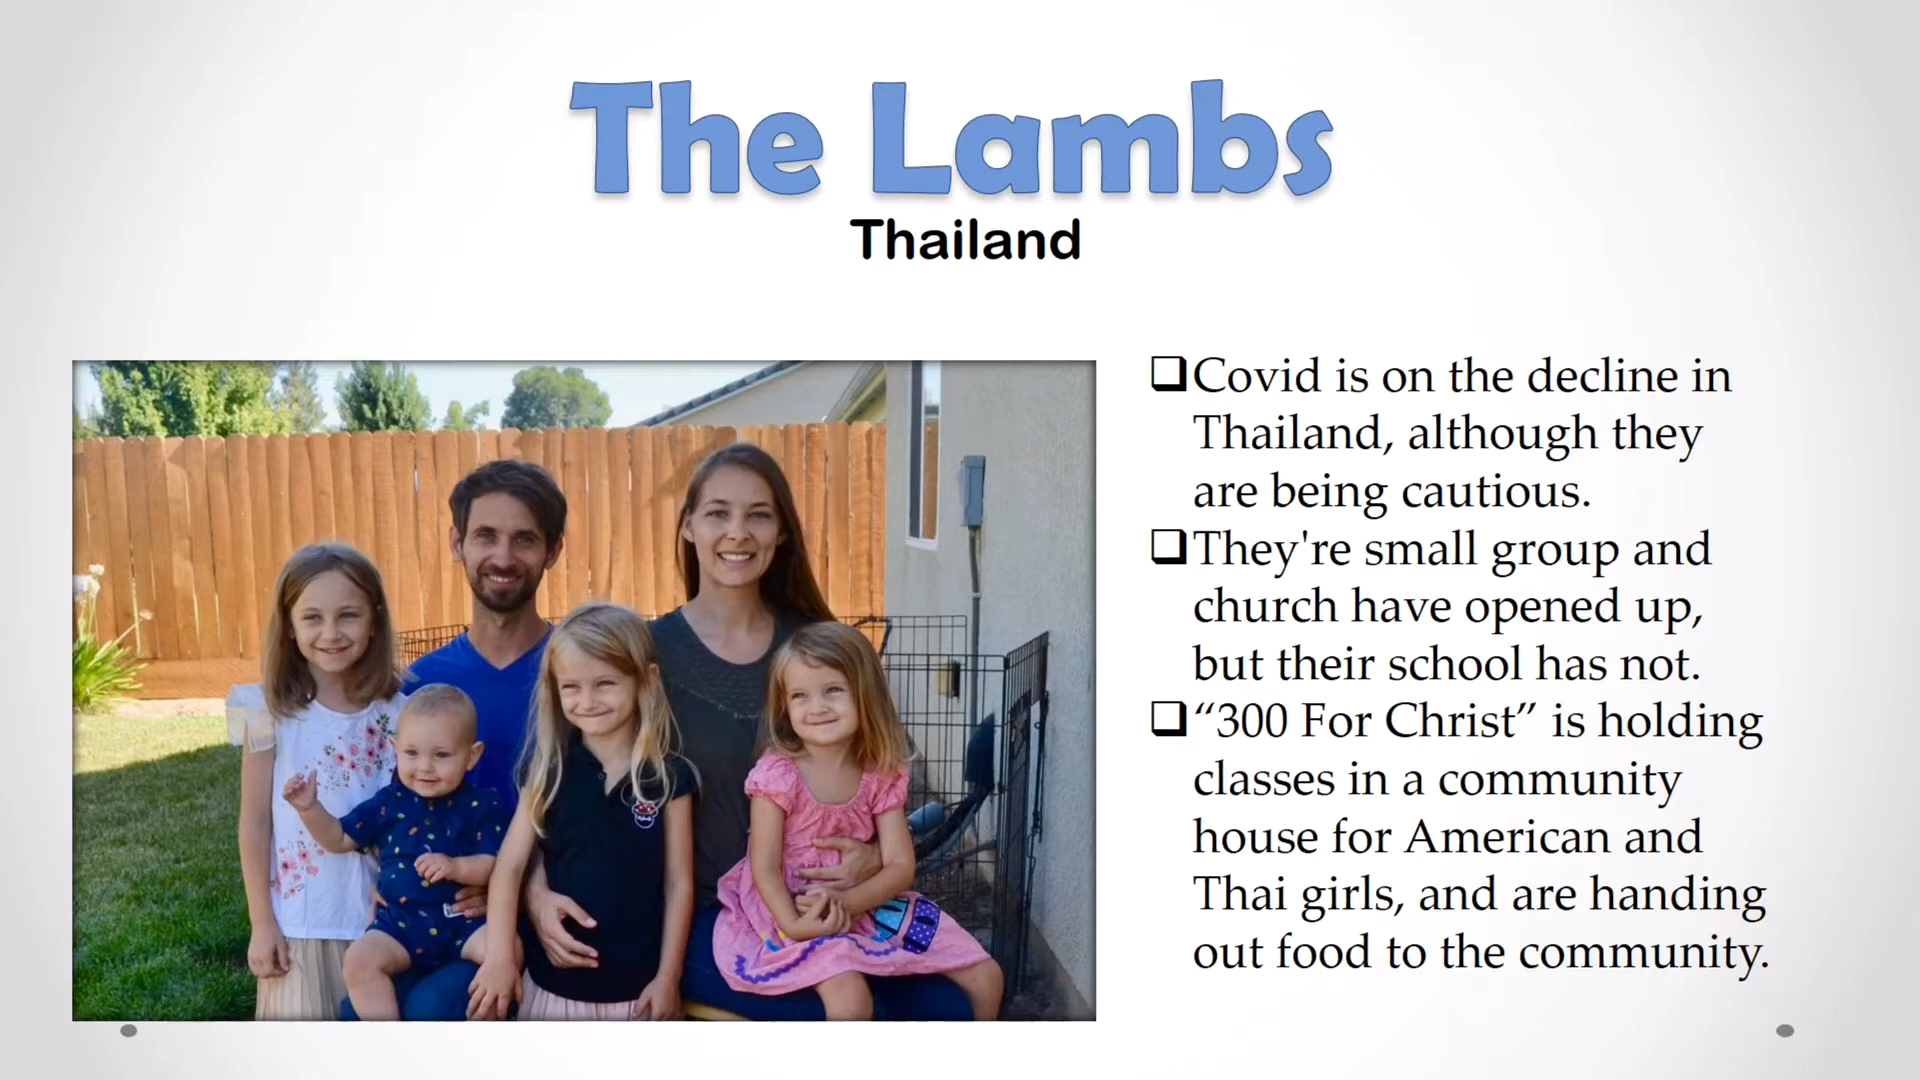 The Lambs
Thailand
Covid is on the decline in
Thailand, although they
are being cautious.
They're small group and
church have opened up,
but their school has not.
“300 For Christ” is holding
classes in a community
house for American and
Thai girls, and are handing
out food to the community.